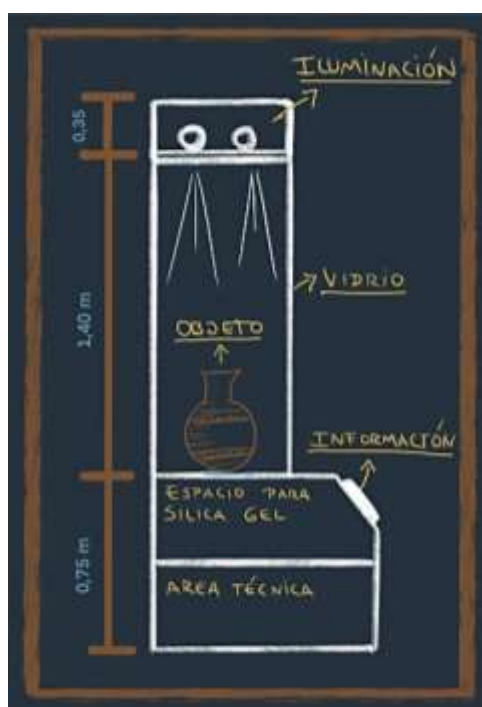 ILUMINACIÓN
0,35
VIDRIO
1,40 m
OBJETO
INFORMACIÓN
ESPACIO PARA
SILICA GEL
0,75 m
AREA TÉCNICA